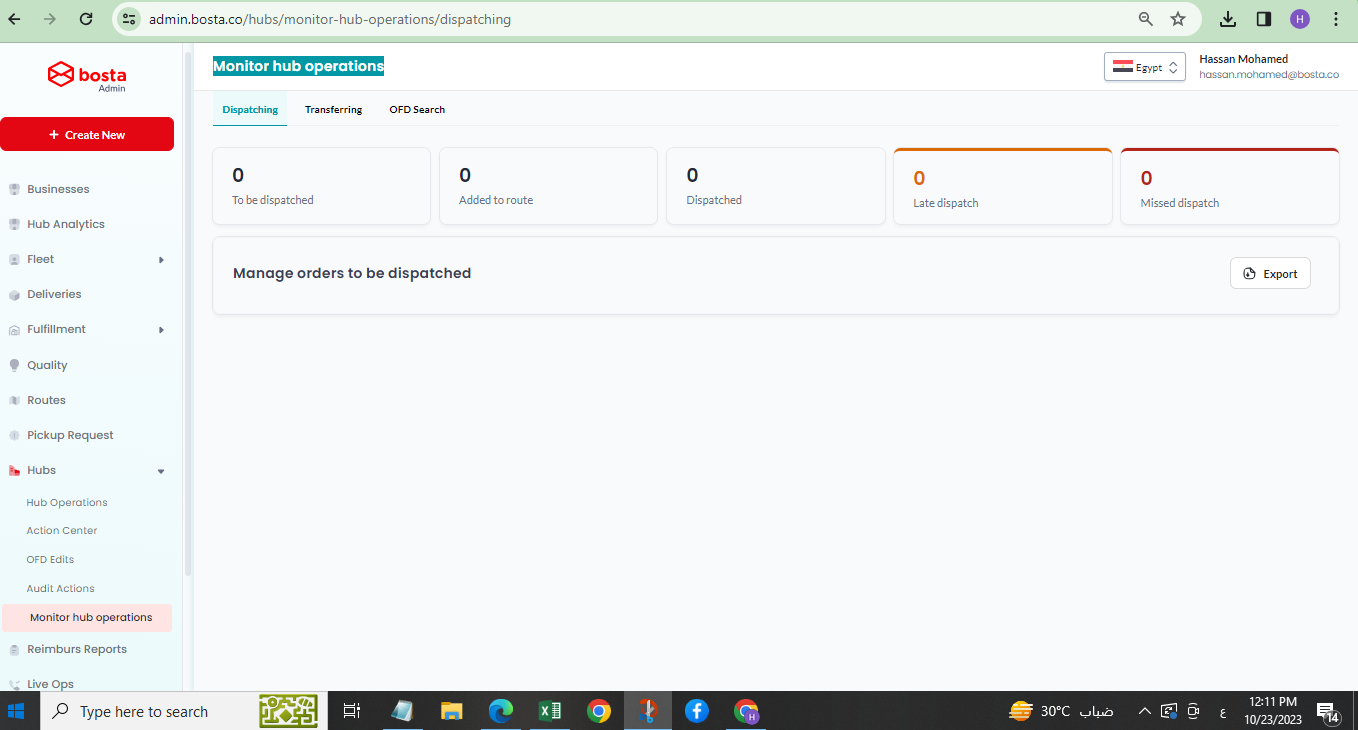 admin.bosta.co/hubs/monitor-hub-operations/dispatching
H
bosta
Admin
Monitor hub operations
Egypt
Hassan Mohamed
hassan.mohamed@bosta.co
+ Create New
Dispatching
Transferring
OFD Search
0
To be dispatched
0
Added to route
0
Dispatched
0
Late dispatch
0
Missed dispatch
Manage orders to be dispatched
Export
Businesses
Hub Analytics
Fleet
Deliveries
Fulfillment
Quality
Routes
Pickup Request
Hubs
Hub Operations
Action Center
OFD Edits
Audit Actions
Monitor hub operations
Reimburs Reports
Live Ops
Type here to search
H
30°C ضباب
ع
12:11 PM
10/23/2023
14